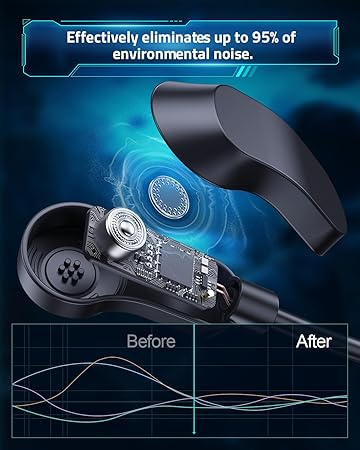 Effectively eliminates up to 95% of
environmental noise.
Before
After